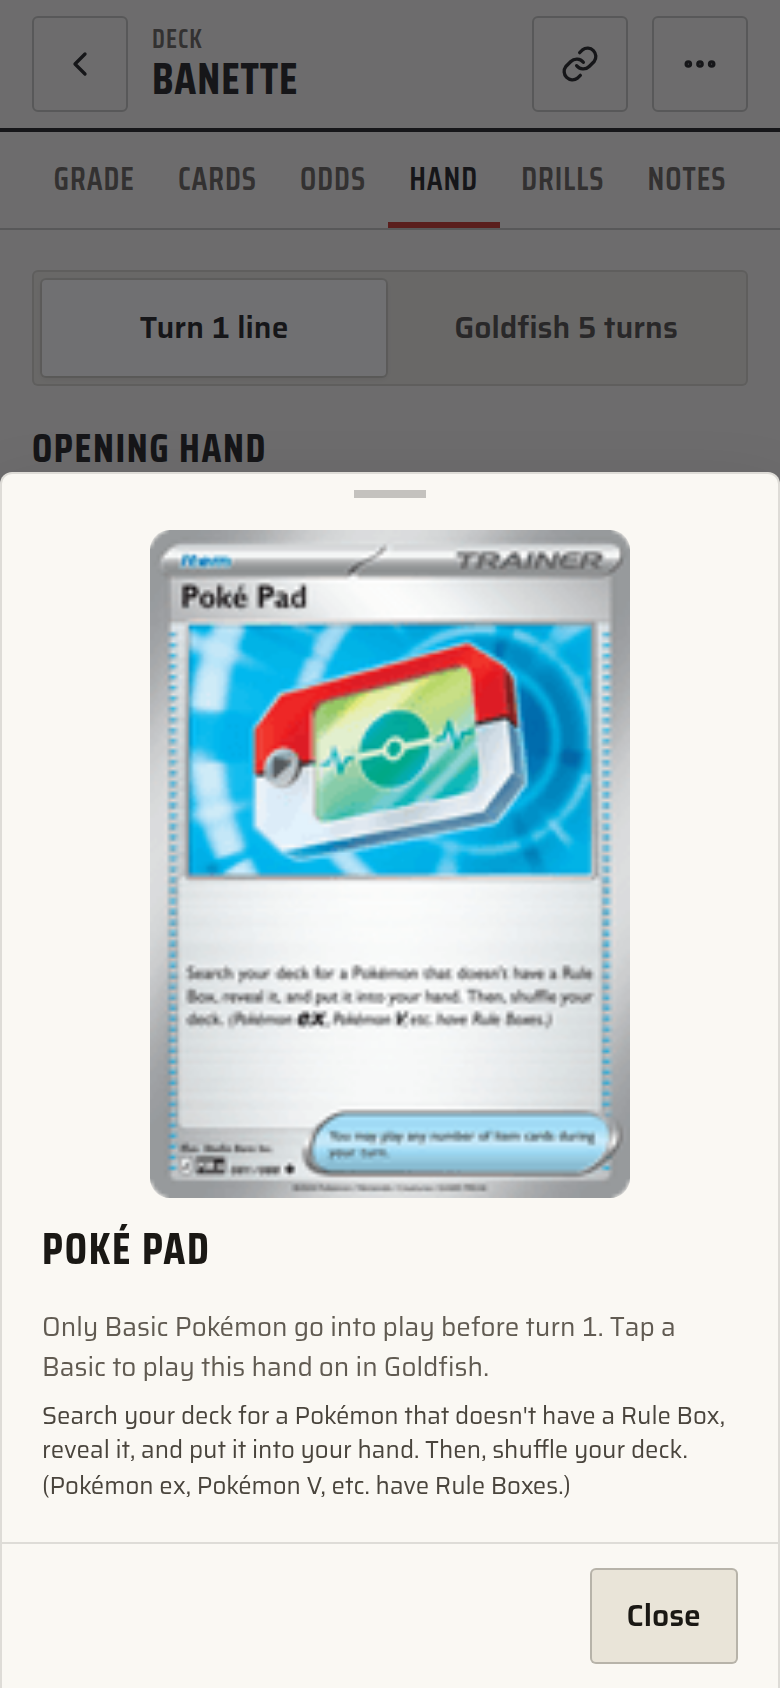 DECK
BANETTE
GRADE CARDS ODDS HAND DRILLS NOTES
Turn 1 line Goldfish 5 turns
OPENING HAND
Item TRAINER
Poké Pad
Search your deck for a Pokémon that doesn't have a Rule
Box, reveal it, and put it into your hand. Then, shuffle your
deck. (Pokémon ex, Pokémon V, etc. have Rule Boxes.)
You may play any number of Item cards during
your turn.
POKÉ PAD
Only Basic Pokémon go into play before turn 1. Tap a
Basic to play this hand on in Goldfish.
Search your deck for a Pokémon that doesn't have a Rule Box,
reveal it, and put it into your hand. Then, shuffle your deck.
(Pokémon ex, Pokémon V, etc. have Rule Boxes.)
Close